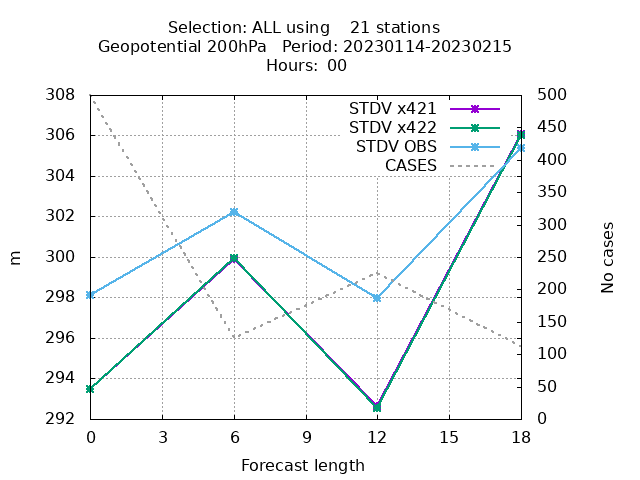 Selection: ALL using    21 stations
Geopotential 200hPa   Period: 20230114-20230215
Hours:  00
STDV x421
STDV x422
STDV OBS
CASES
308
306
304
302
300
298
296
294
292
m
500
450
400
350
300
250
200
150
100
50
0
No cases
0 3 6 9 12 15 18
Forecast length